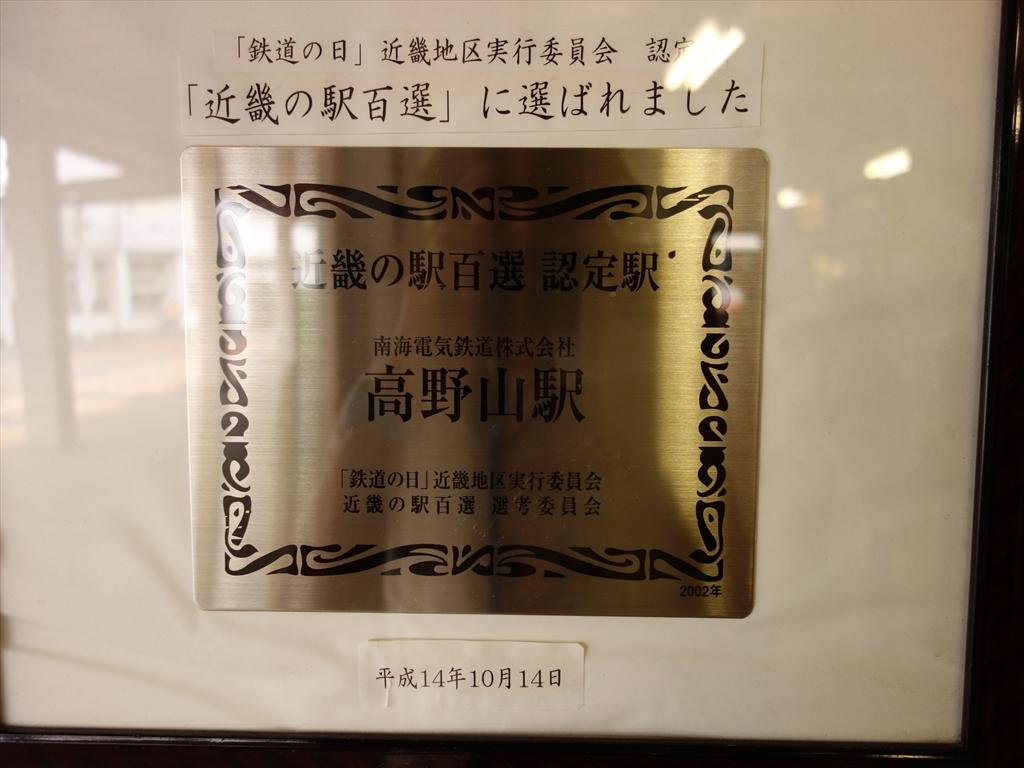 「鉄道の日」近畿地区実行委員会　認定
「近畿の駅百選」に選ばれました
近畿の駅百選 認定駅
南海電気鉄道株式会社
高野山駅
「鉄道の日」近畿地区実行委員会
近畿の駅百選 選考委員会
2002年
平成14年10月14日